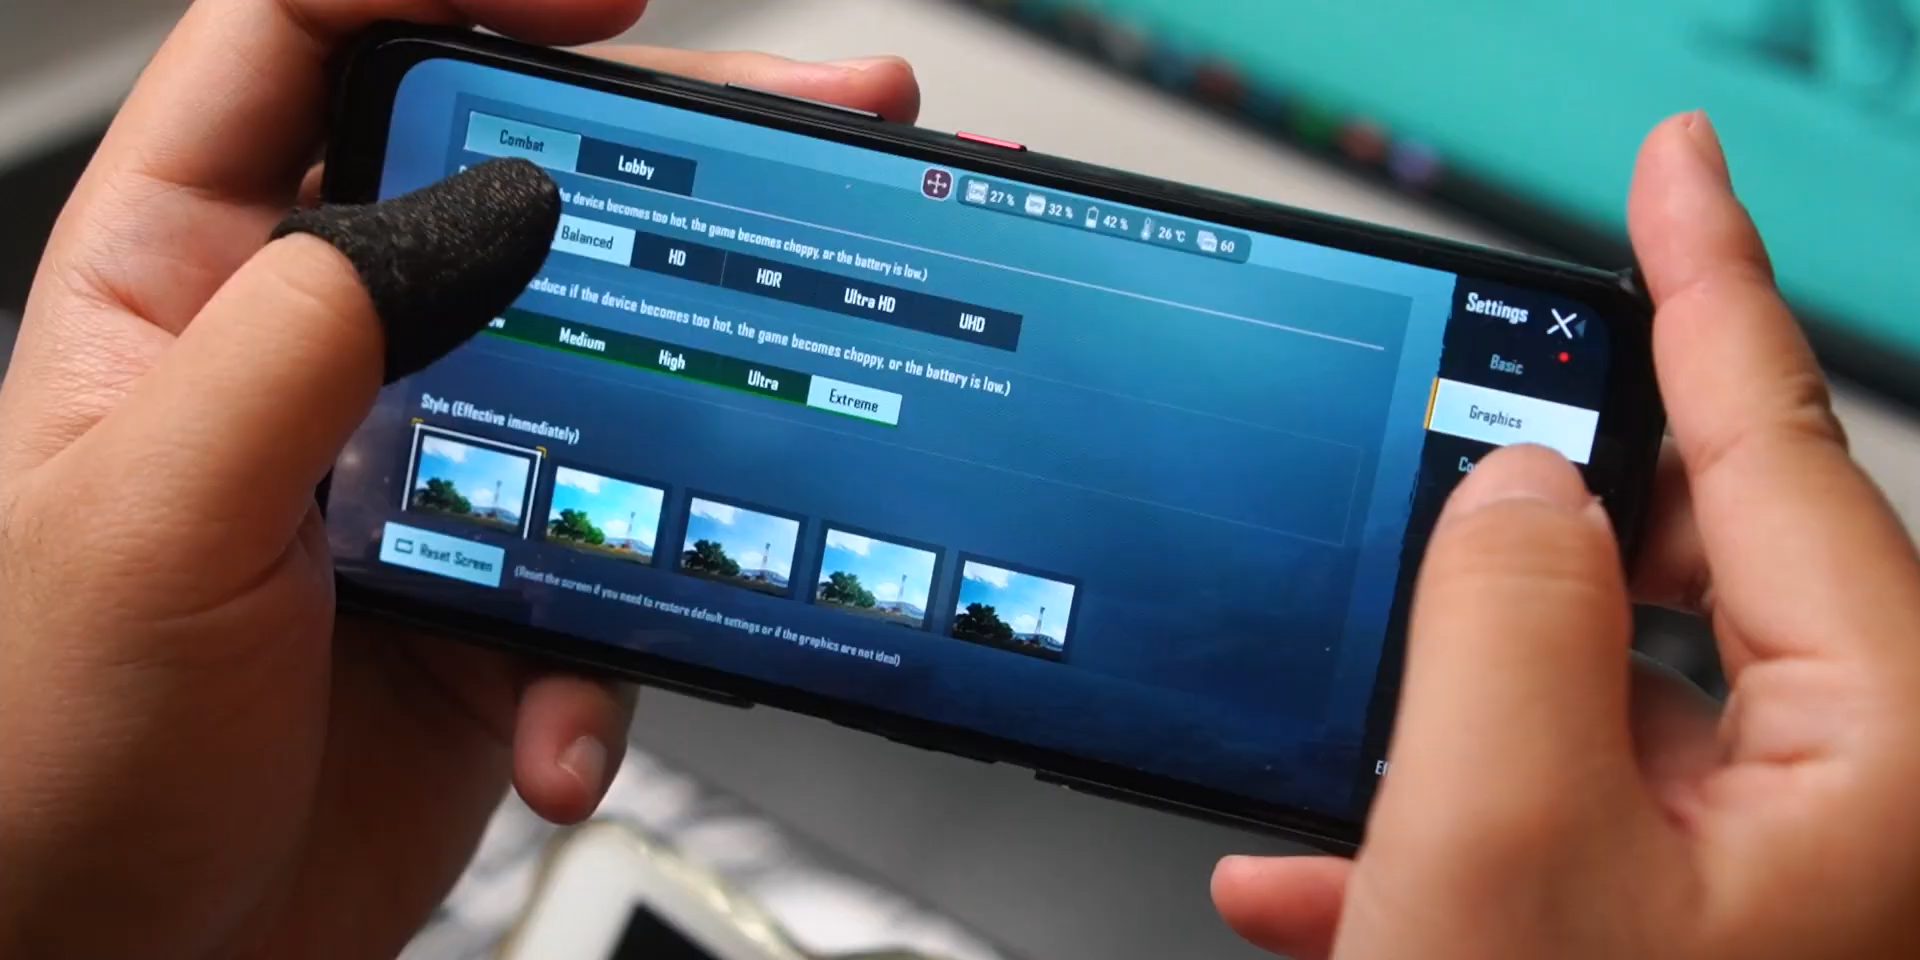 Combat
Lobby
27 %
32 %
42 %
26 ℃
60
device becomes too hot, the game becomes choppy, or the battery is low.)
Balanced
HD
HDR
Ultra HD
UHD
if the device becomes too hot, the game becomes choppy, or the battery is low.)
Medium
High
Ultra
Extreme
Style (Effective immediately)
Reset Screen
(Reset the screen if you need to restore default settings or if the graphics are not ideal)
Settings
Basic
Graphics